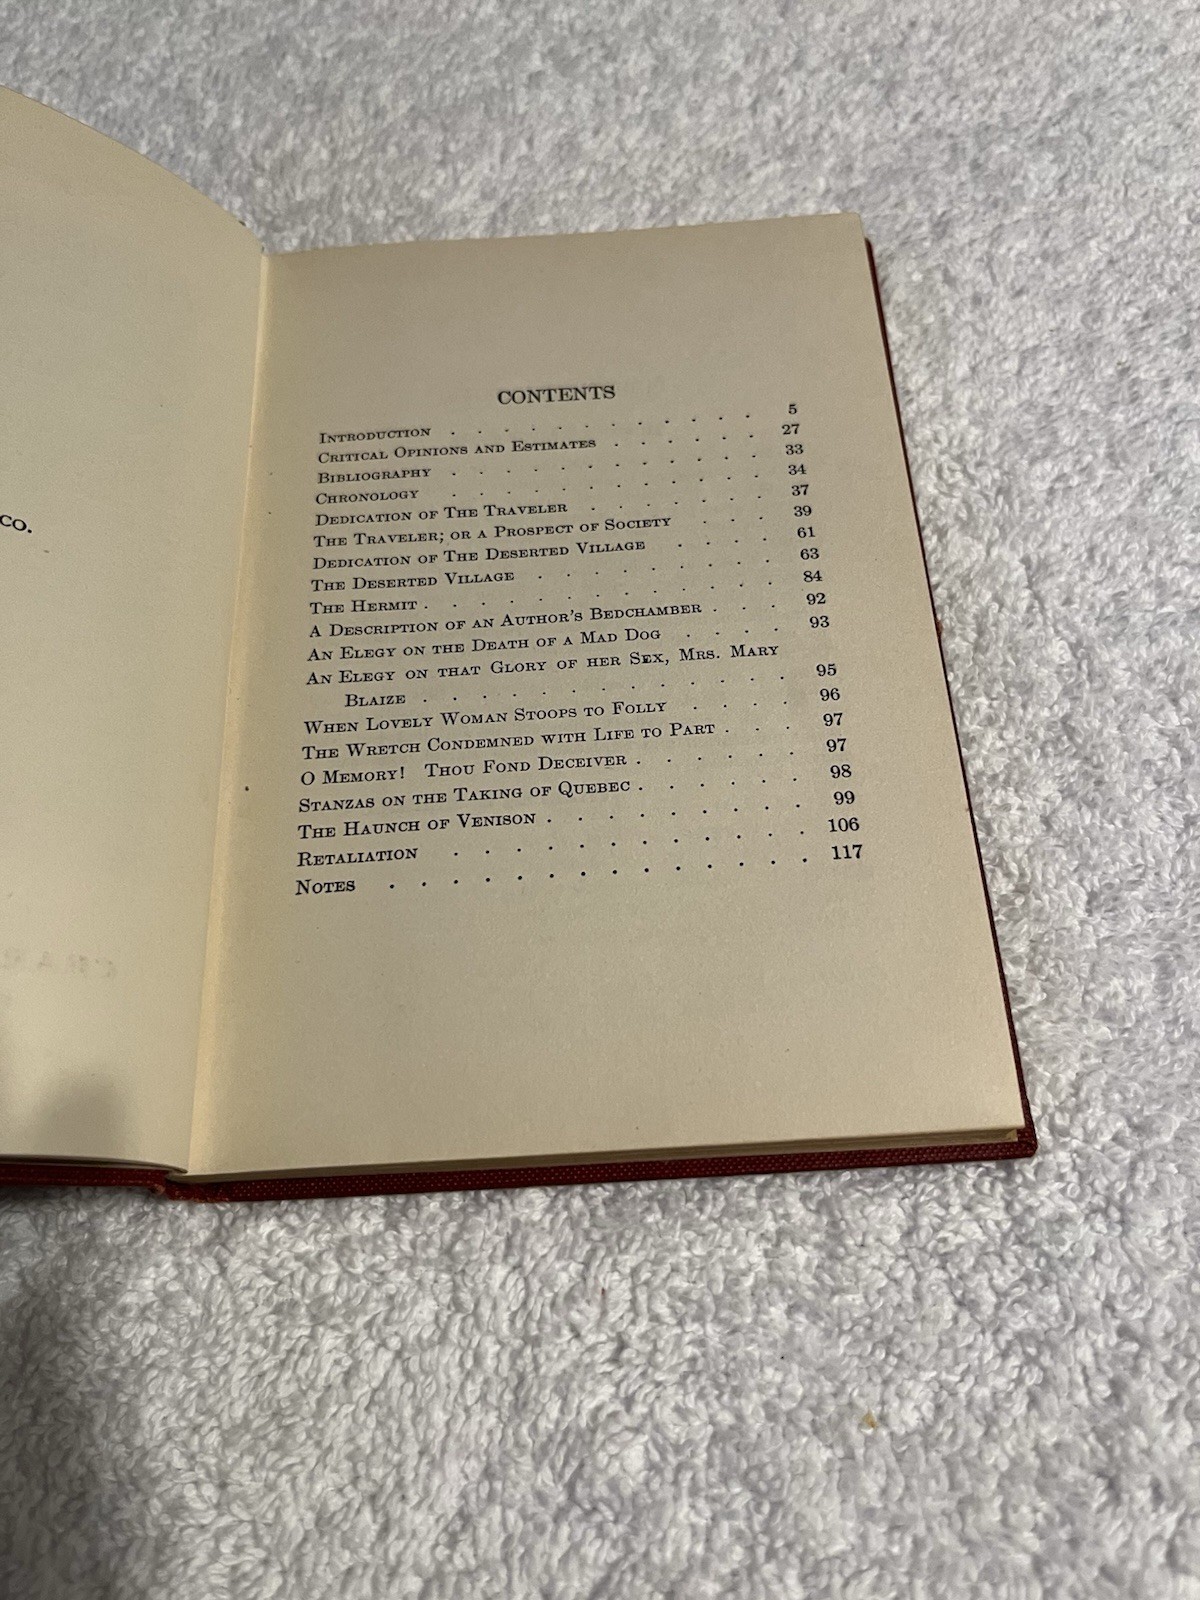 CO.
CONTENTS
INTRODUCTION . . . . . . . . . . . 5
CRITICAL OPINIONS AND ESTIMATES . . . . . . 27
BIBLIOGRAPHY . . . . . . . . . . . 33
CHRONOLOGY . . . . . . . . . . . 34
DEDICATION OF THE TRAVELER . . . . . . 37
THE TRAVELER; OR A PROSPECT OF SOCIETY . . . 39
DEDICATION OF THE DESERTED VILLAGE . . . . 61
THE DESERTED VILLAGE . . . . . . . . 63
THE HERMIT . . . . . . . . . . . . 84
A DESCRIPTION OF AN AUTHOR'S BEDCHAMBER . . . 92
AN ELEGY ON THE DEATH OF A MAD DOG . . . . 93
AN ELEGY ON THAT GLORY OF HER SEX, MRS. MARY
BLAIZE . . . . . . . . . . . . 95
WHEN LOVELY WOMAN STOOPS TO FOLLY . . . . 96
THE WRETCH CONDEMNED WITH LIFE TO PART . . . 97
O MEMORY! THOU FOND DECEIVER . . . . . . 97
STANZAS ON THE TAKING OF QUEBEC . . . . . . 98
THE HAUNCH OF VENISON . . . . . . . . . 99
RETALIATION . . . . . . . . . . . . 106
NOTES . . . . . . . . . . . . . . 117